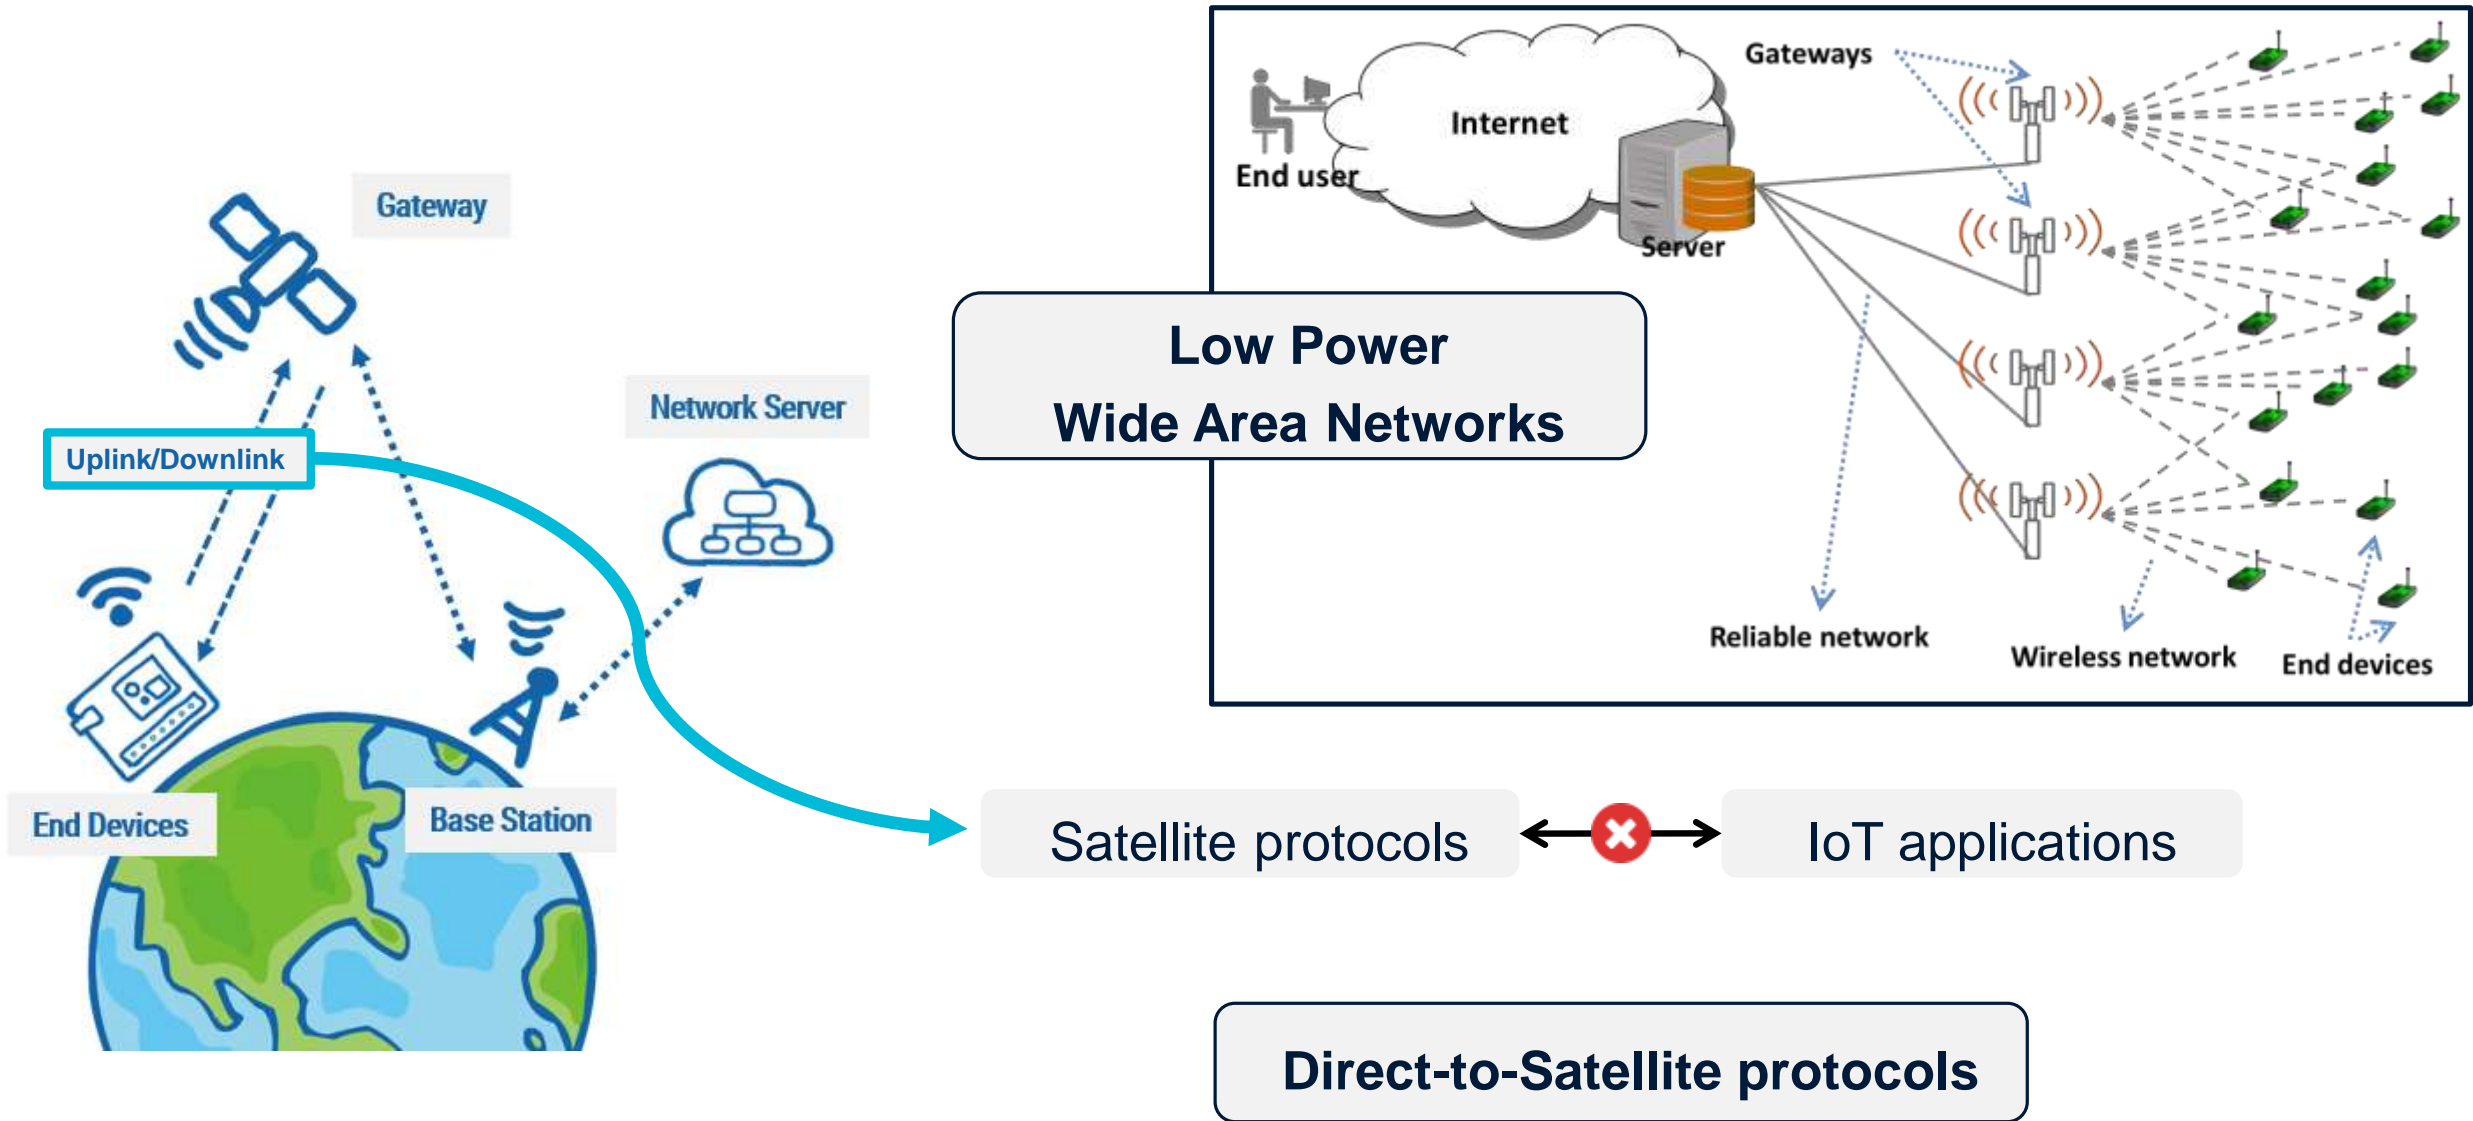 Gateway
Network Server
Uplink/Downlink
End Devices
Base Station
Gateways
Internet
End user
Server
Low Power
Wide Area Networks
Reliable network
Wireless network
End devices
Satellite protocols
IoT applications
Direct-to-Satellite protocols